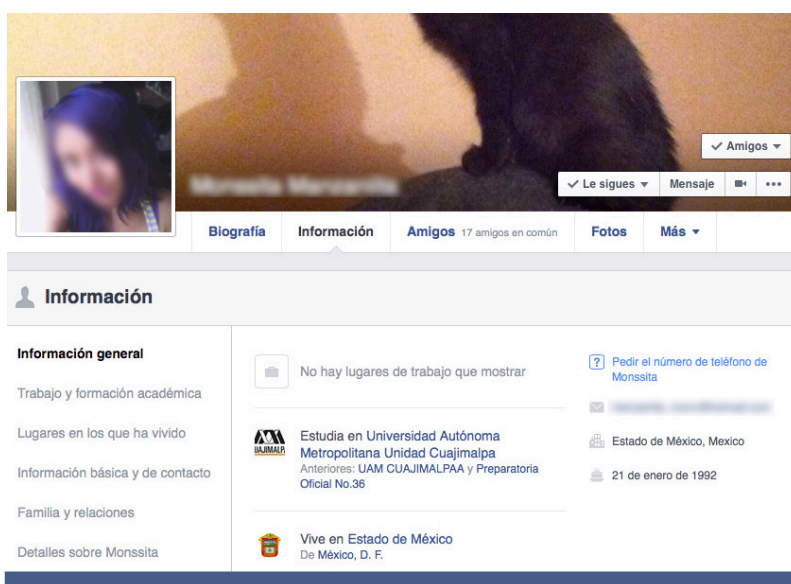 Amigos
Le sigues
Mensaje
Biografía
Información
Amigos 17 amigos en común
Fotos
Más
Información
Información general
Trabajo y formación académica
Lugares en los que ha vivido
Información básica y de contacto
Familia y relaciones
Detalles sobre Monssita
No hay lugares de trabajo que mostrar
UAJIMALPA
Estudia en Universidad Autónoma
Metropolitana Unidad Cuajimalpa
Anteriores: UAM CUAJIMALPAA y Preparatoria
Oficial No.36
Vive en Estado de México
De México, D. F.
Pedir el número de teléfono de
Monssita
Estado de México, Mexico
21 de enero de 1992